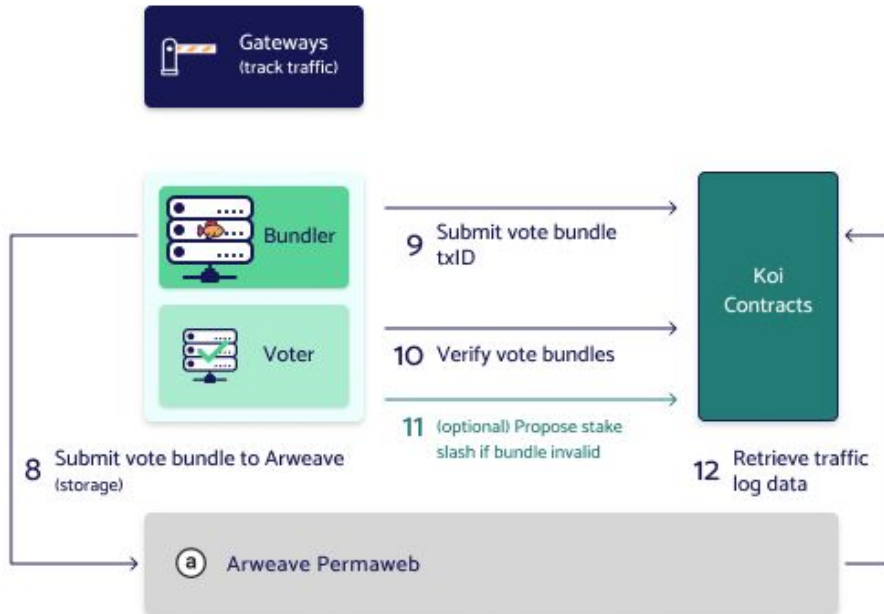 Gateways
(track traffic)
Bundler
9 Submit vote bundle
txID
Koi
Contracts
Voter
10 Verify vote bundles
11 (optional) Propose stake
slash if bundle invalid
8 Submit vote bundle to Arweave
(storage)
12 Retrieve traffic
log data
a Arweave Permaweb